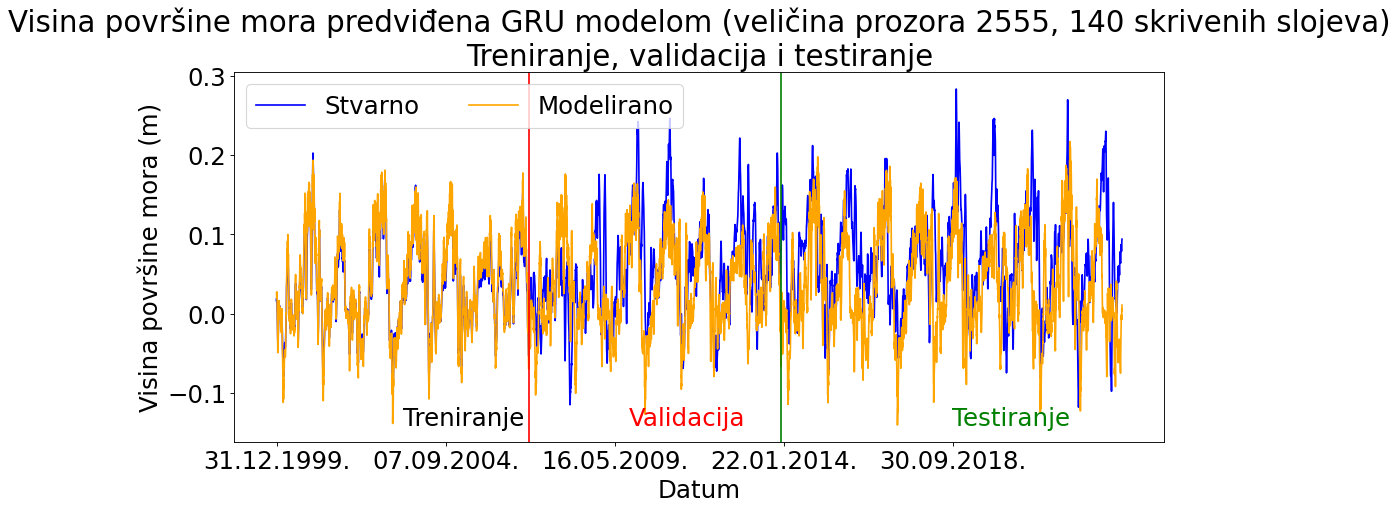 Visina površine mora predviđena GRU modelom (veličina prozora 2555, 140 skrivenih slojeva)
Treniranje, validacija i testiranje
Stvarno Modelirano
Visina površine mora (m)
0.3
0.2
0.1
0.0
−0.1
Treniranje Validacija Testiranje
31.12.1999. 07.09.2004. 16.05.2009. 22.01.2014. 30.09.2018.
Datum